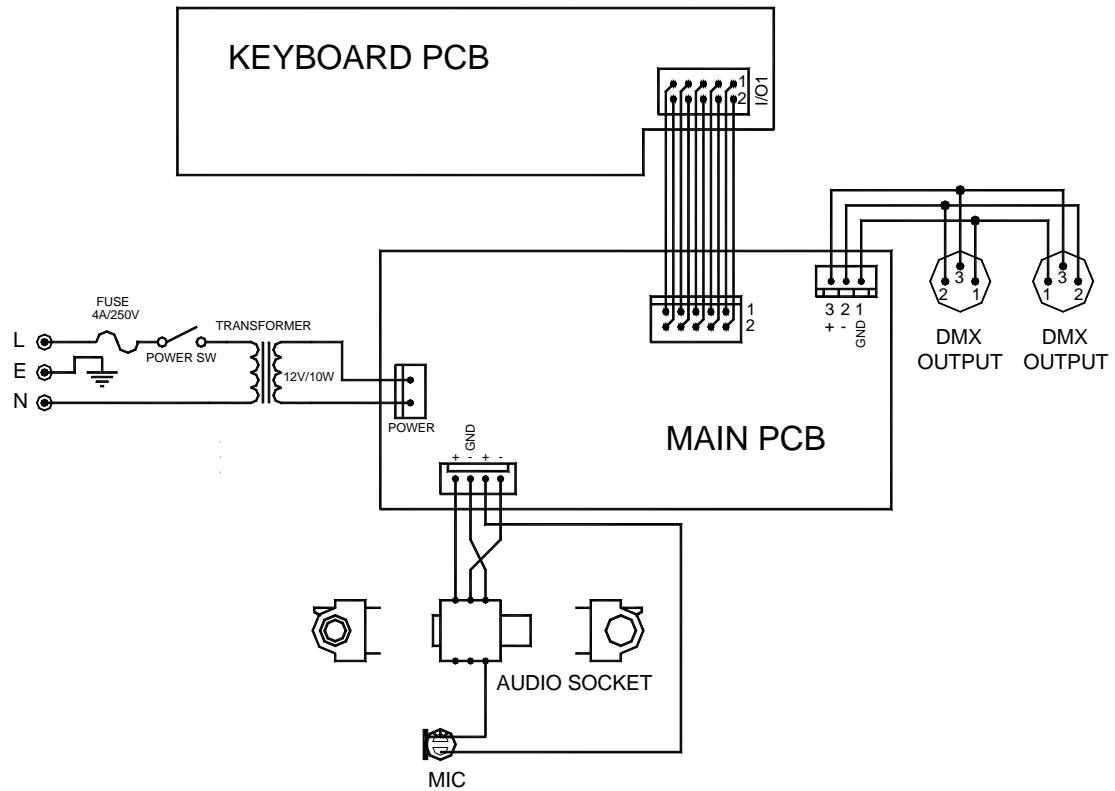 KEYBOARD PCB
1
2
I/O1
1
2
3 2 1
+ -
GND
3
2 1
3
1 2
DMX
OUTPUT
DMX
OUTPUT
FUSE
4A/250V
TRANSFORMER
L
POWER SW
E
12V/10W
N
POWER
MAIN PCB
GND
+ - + -
AUDIO SOCKET
MIC